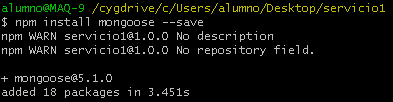 alumno@MAQ-9 /cygdrive/c/Users/alumno/Desktop/servicio1
$ npm install mongoose --save
npm WARN servicio1@1.0.0 No description
npm WARN servicio1@1.0.0 No repository field.
+ mongoose@5.1.0
added 18 packages in 3.451s